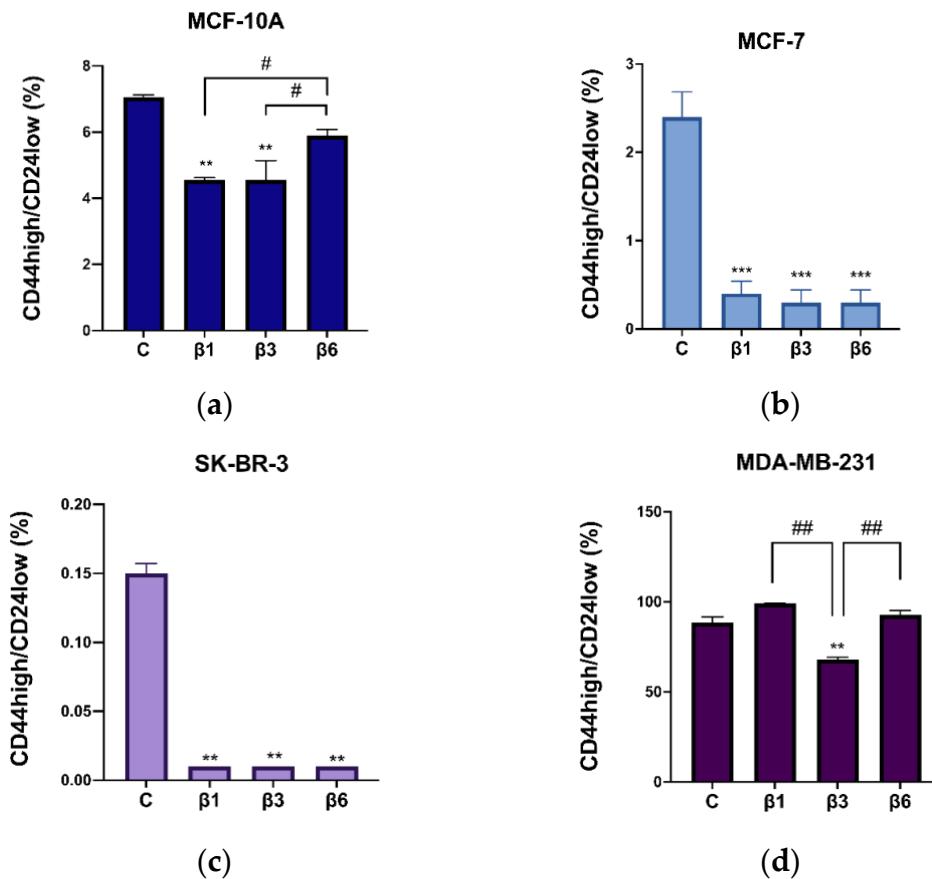 MCF-10A
CD44high/CD24low (%)
8
6
4
2
0
#
#
**
**
C β1 β3 β6
(a)
MCF-7
CD44high/CD24low (%)
3
2
1
0
*** *** ***
C β1 β3 β6
(b)
SK-BR-3
CD44high/CD24low (%)
0.20
0.15
0.10
0.05
0.00
** ** **
C β1 β3 β6
(c)
MDA-MB-231
CD44high/CD24low (%)
150
100
50
0
## ##
**
C β1 β3 β6
(d)